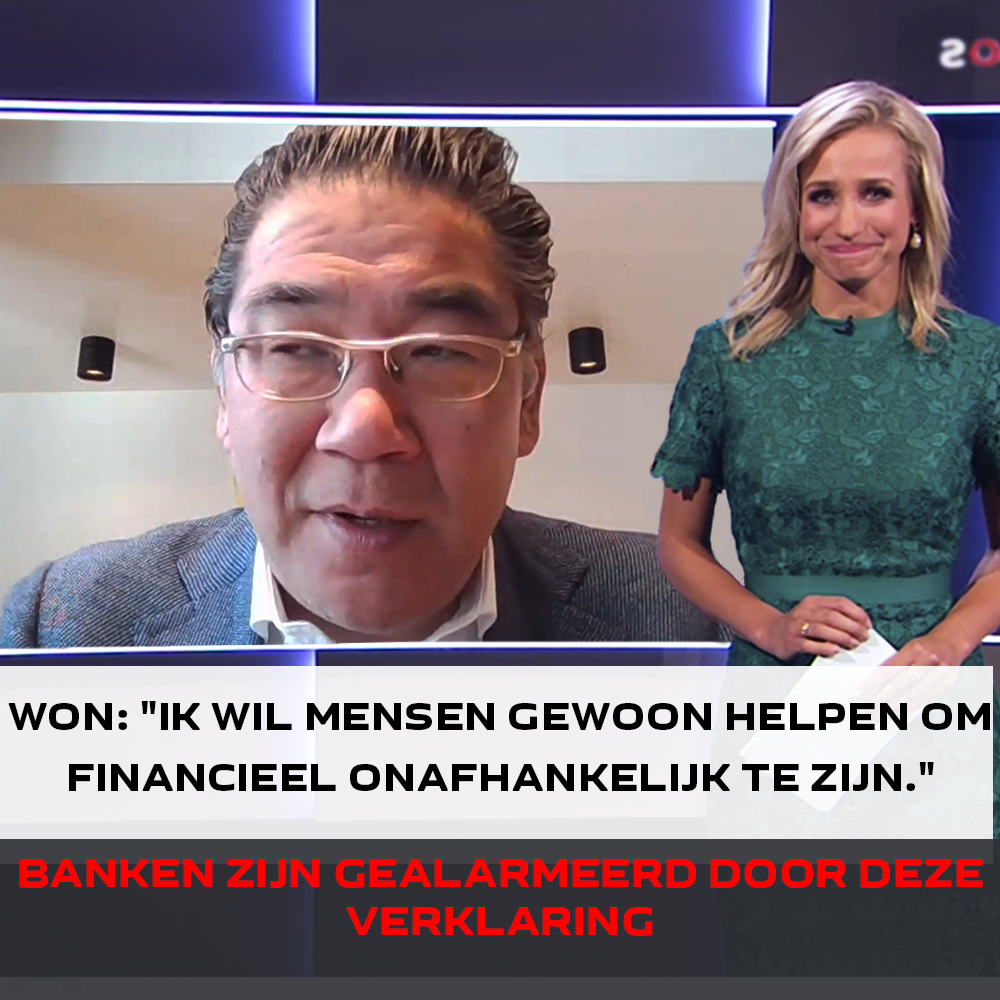 WON: "IK WIL MENSEN GEWOON HELPEN OM
FINANCIEEL ONAFHANKELIJK TE ZIJN."
BANKEN ZIJN GEALARMEERD DOOR DEZE
VERKLARING